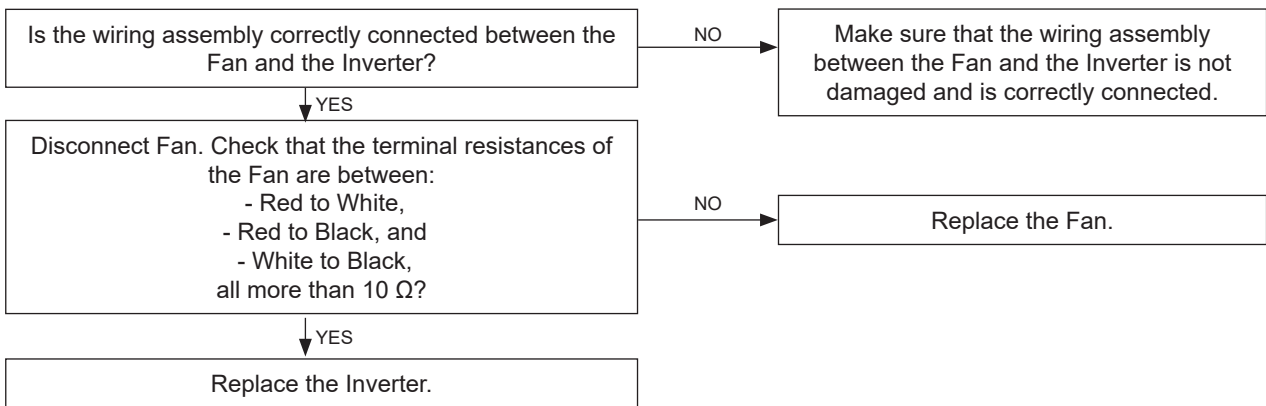 Is the wiring assembly correctly connected between the
Fan and the Inverter?
NO
Make sure that the wiring assembly
between the Fan and the Inverter is not
damaged and is correctly connected.
YES
Disconnect Fan. Check that the terminal resistances of
the Fan are between:
- Red to White,
- Red to Black, and
- White to Black,
all more than 10 Ω?
NO
Replace the Fan.
YES
Replace the Inverter.